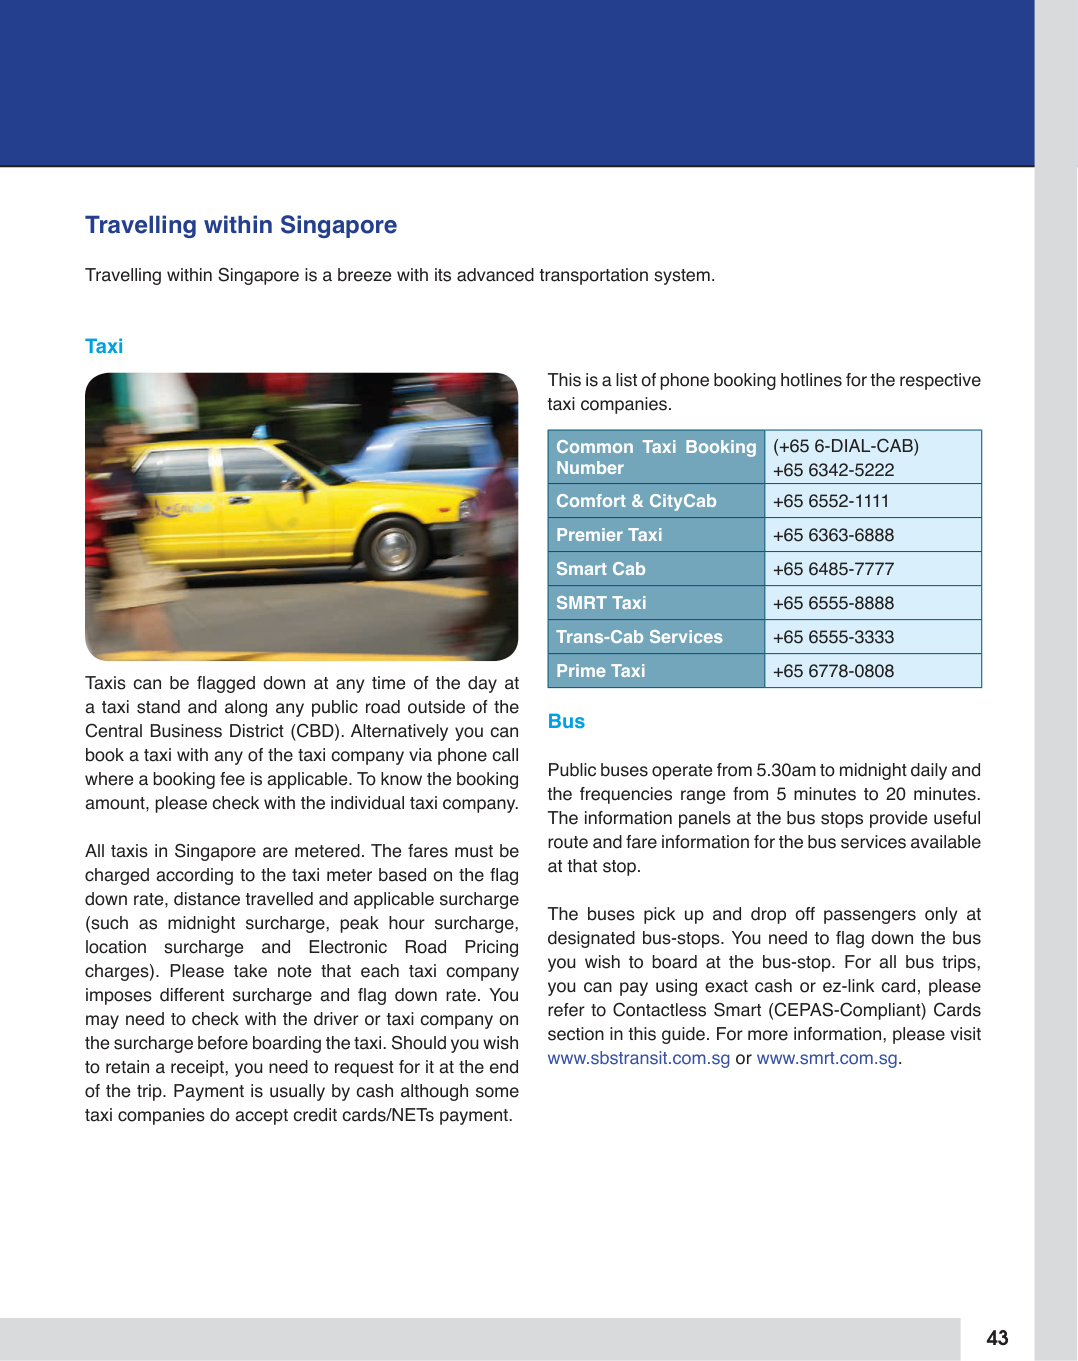 Travelling within Singapore
Travelling within Singapore is a breeze with its advanced transportation system.
Taxi
Taxis can be flagged down at any time of the day at
a taxi stand and along any public road outside of the
Central Business District (CBD). Alternatively you can
book a taxi with any of the taxi company via phone call
where a booking fee is applicable. To know the booking
amount, please check with the individual taxi company.
All taxis in Singapore are metered. The fares must be
charged according to the taxi meter based on the flag
down rate, distance travelled and applicable surcharge
(such as midnight surcharge, peak hour surcharge,
location surcharge and Electronic Road Pricing
charges). Please take note that each taxi company
imposes different surcharge and flag down rate. You
may need to check with the driver or taxi company on
the surcharge before boarding the taxi. Should you wish
to retain a receipt, you need to request for it at the end
of the trip. Payment is usually by cash although some
taxi companies do accept credit cards/NETs payment.
This is a list of phone booking hotlines for the respective
taxi companies.
Common Taxi Booking Number (+65 6-DIAL-CAB)
+65 6342-5222
Comfort & CityCab +65 6552-1111
Premier Taxi +65 6363-6888
Smart Cab +65 6485-7777
SMRT Taxi +65 6555-8888
Trans-Cab Services +65 6555-3333
Prime Taxi +65 6778-0808
Bus
Public buses operate from 5.30am to midnight daily and
the frequencies range from 5 minutes to 20 minutes.
The information panels at the bus stops provide useful
route and fare information for the bus services available
at that stop.
The buses pick up and drop off passengers only at
designated bus-stops. You need to flag down the bus
you wish to board at the bus-stop. For all bus trips,
you can pay using exact cash or ez-link card, please
refer to Contactless Smart (CEPAS-Compliant) Cards
section in this guide. For more information, please visit
www.sbstransit.com.sg or www.smrt.com.sg.
43